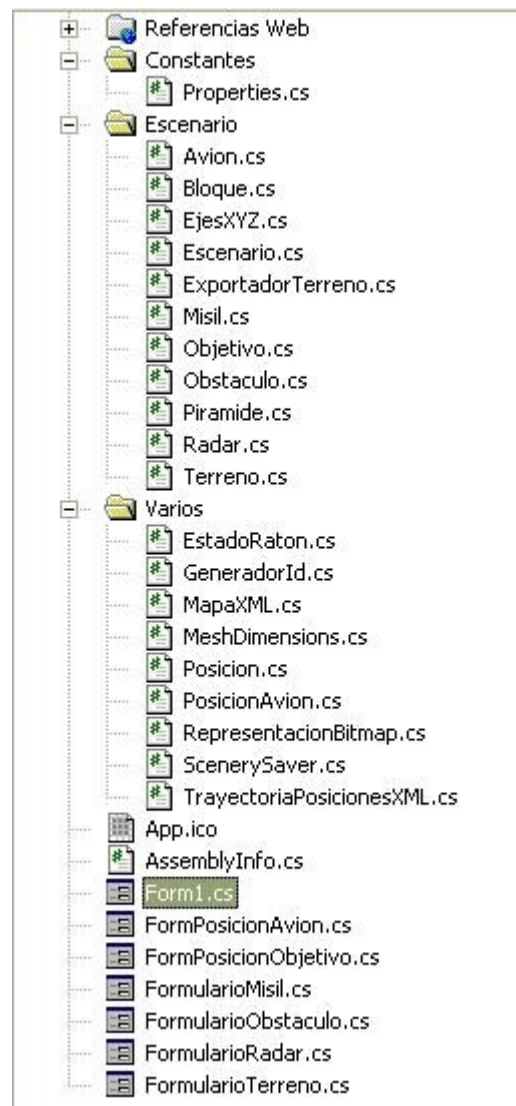 Referencias Web
Constantes
Properties.cs
Escenario
Avion.cs
Bloque.cs
EjesXYZ.cs
Escenario.cs
ExportadorTerreno.cs
Misil.cs
Objetivo.cs
Obstaculo.cs
Piramide.cs
Radar.cs
Terreno.cs
Varios
EstadoRaton.cs
GeneradorId.cs
MapaXML.cs
MeshDimensions.cs
Posicion.cs
PosicionAvion.cs
RepresentacionBitmap.cs
ScenerySaver.cs
TrayectoriaPosicionesXML.cs
App.ico
AssemblyInfo.cs
Form1.cs
FormPosicionAvion.cs
FormPosicionObjetivo.cs
FormularioMisil.cs
FormularioObstaculo.cs
FormularioRadar.cs
FormularioTerreno.cs